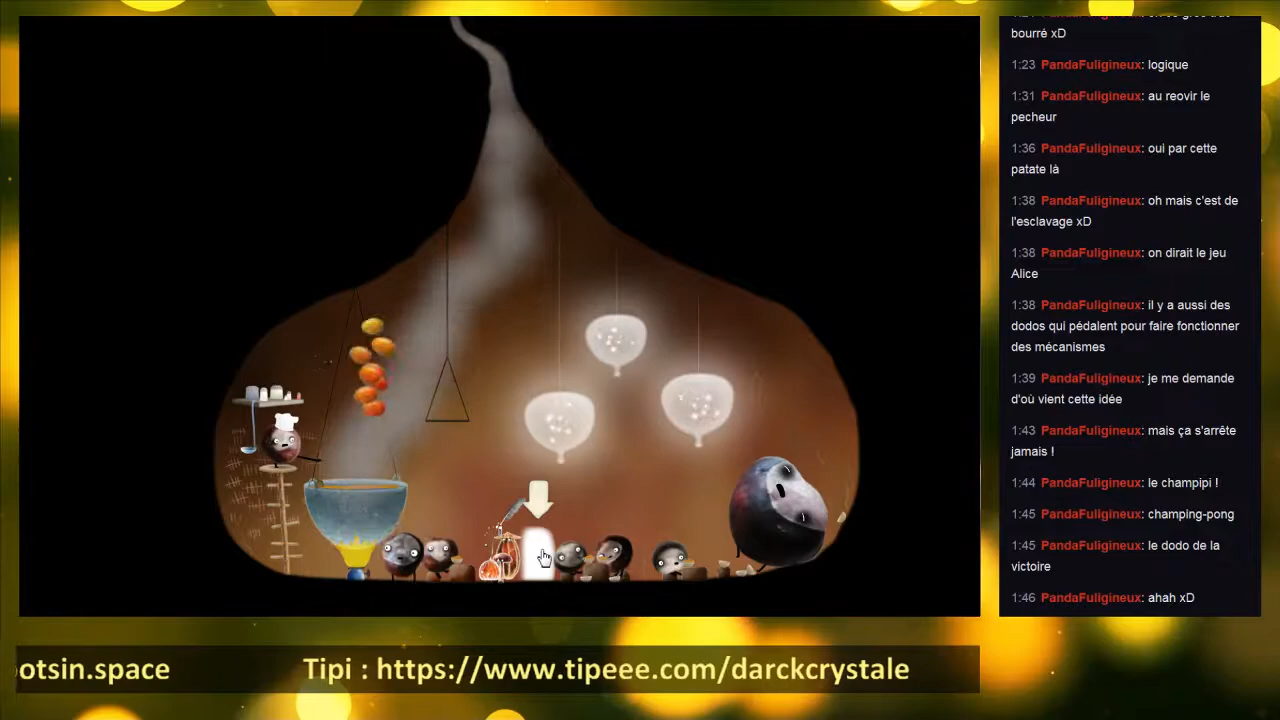 bourré xD
1:23 PandaFuligineux: logique
1:31 PandaFuligineux: au reovir le
pecheur
1:36 PandaFuligineux: oui par cette
patate là
1:38 PandaFuligineux: oh mais c'est de
l'esclavage xD
1:38 PandaFuligineux: on dirait le jeu
Alice
1:38 PandaFuligineux: il y a aussi des
dodos qui pédalent pour faire fonctionner
des mécanismes
1:39 PandaFuligineux: je me demande
d'où vient cette idée
1:43 PandaFuligineux: mais ça s'arrête
jamais !
1:44 PandaFuligineux: le champipi !
1:45 PandaFuligineux: champing-pong
1:45 PandaFuligineux: le dodo de la
victoire
1:46 PandaFuligineux: ahah xD
otsin.space Tipi : https://www.tipeee.com/darckcrystale